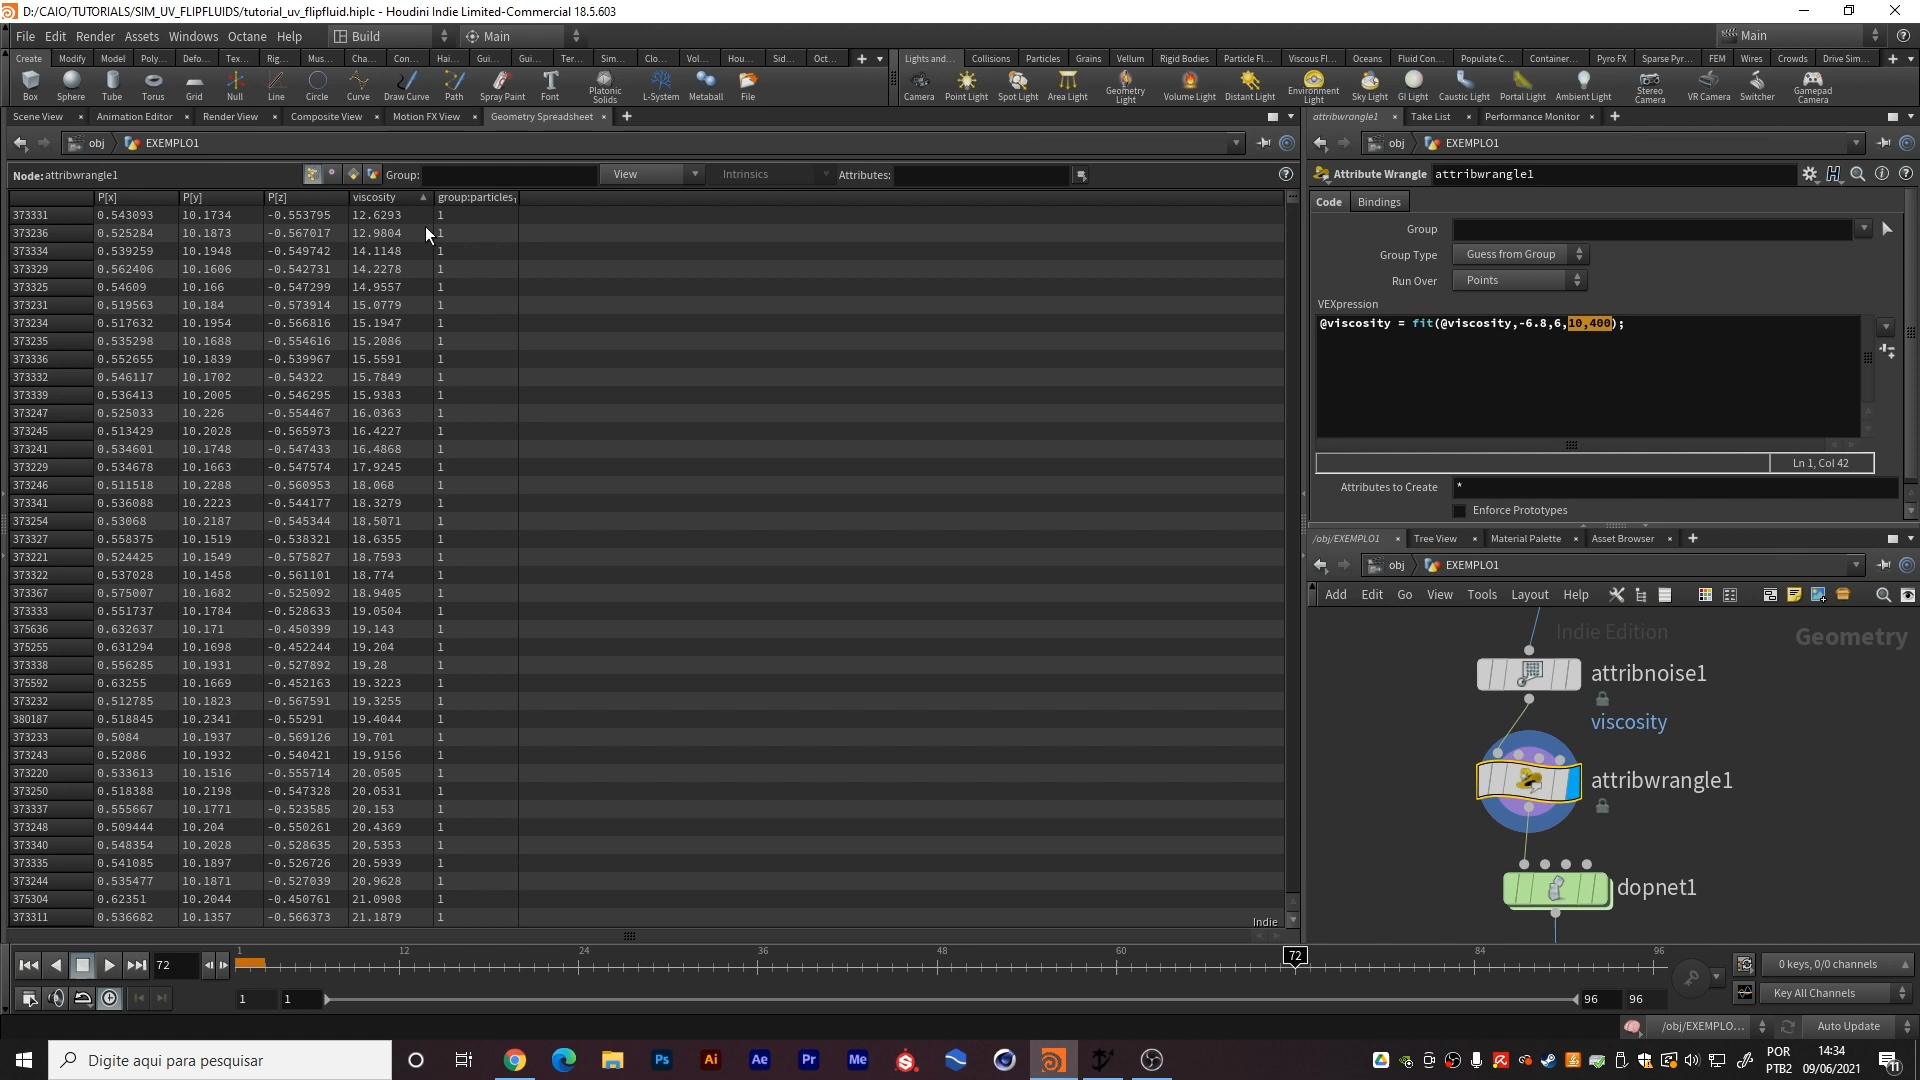 D:/CAIO/TUTORIALS/SIM_UV_FLIPFLUIDS/tutorial_uv_flipfluid.hiplc - Houdini Indie Limited-Commercial 18.5.603
File Edit Render Assets Windows Octane Help Build Main Main
Create Modify Model Poly... Defo... Tex... Rig... Mus... Cha... Con... Hai... Gui... Gui... Ter... Sim... Clo... Vol... Hou... Sid... Oct...
Lights and... Collisions Particles Grains Vellum Rigid Bodies Particle Fl... Viscous Fl... Oceans Fluid Con... Populate C... Container... Pyro FX Sparse Pyr... FEM Wires Crowds Drive Sim...
Box Sphere Tube Torus Grid Null Line Circle Curve Draw Curve Path Spray Paint Font Platonic Solids L-System Metaball File
Camera Point Light Spot Light Area Light Geometry Light Volume Light Distant Light Environment Light Sky Light GI Light Caustic Light Portal Light Ambient Light Stereo Camera VR Camera Switcher Gamepad Camera
Scene View Animation Editor Render View Composite View Motion FX View Geometry Spreadsheet
obj EXEMPLO1
Node: attribwrangle1 Group: View Intrinsics Attributes:
P[x] P[y] P[z] viscosity group:particles
373331 0.543093 10.1734 -0.553795 12.6293 1
373236 0.525284 10.1873 -0.567017 12.9804 1
373334 0.539259 10.1948 -0.549742 14.1148 1
373329 0.562406 10.1606 -0.542731 14.2278 1
373325 0.54609 10.166 -0.547299 14.9557 1
373231 0.519563 10.184 -0.573914 15.0779 1
373234 0.517632 10.1954 -0.566816 15.1947 1
373235 0.535298 10.1688 -0.554616 15.2086 1
373336 0.552655 10.1839 -0.539967 15.5591 1
373332 0.546117 10.1702 -0.54322 15.7849 1
373339 0.536413 10.2005 -0.546295 15.9383 1
373247 0.525033 10.226 -0.554467 16.0363 1
373245 0.513429 10.2028 -0.565973 16.4227 1
373241 0.534601 10.1748 -0.547433 16.4868 1
373229 0.534678 10.1663 -0.547574 17.9245 1
373246 0.511518 10.2288 -0.560953 18.068 1
373341 0.536088 10.2223 -0.544177 18.3279 1
373254 0.53068 10.2187 -0.545344 18.5071 1
373327 0.558375 10.1519 -0.538321 18.6355 1
373221 0.524425 10.1549 -0.575827 18.7593 1
373322 0.537028 10.1458 -0.561101 18.774 1
373367 0.575007 10.1682 -0.525092 18.9405 1
373333 0.551737 10.1784 -0.528633 19.0504 1
375636 0.632637 10.171 -0.450399 19.143 1
375255 0.631294 10.1698 -0.452244 19.204 1
373338 0.556285 10.1931 -0.527892 19.28 1
375592 0.63255 10.1669 -0.452163 19.3223 1
373232 0.512785 10.1823 -0.567591 19.3255 1
380187 0.518845 10.2341 -0.55291 19.4044 1
373233 0.5084 10.1937 -0.569126 19.701 1
373243 0.52086 10.1932 -0.540421 19.9156 1
373220 0.533613 10.1516 -0.555714 20.0505 1
373250 0.518388 10.2198 -0.547328 20.0531 1
373337 0.555667 10.1771 -0.523585 20.153 1
373248 0.509444 10.204 -0.550261 20.4369 1
373340 0.548354 10.2028 -0.528635 20.5353 1
373335 0.541085 10.1897 -0.526726 20.5939 1
373244 0.535477 10.1871 -0.527039 20.9628 1
375304 0.62351 10.2044 -0.450761 21.0908 1
373311 0.536682 10.1357 -0.566373 21.1879 1
Indie
attribwrangle1 Take List Performance Monitor
obj EXEMPLO1
Attribute Wrangle attribwrangle1
Code Bindings
Group
Group Type Guess from Group
Run Over Points
VEXpression
@viscosity = fit(@viscosity,-6.8,6,10,400);
Ln 1, Col 42
Attributes to Create *
Enforce Prototypes
/obj/EXEMPLO1 Tree View Material Palette Asset Browser
obj EXEMPLO1
Add Edit Go View Tools Layout Help
Indie Edition
Geometry
attribnoise1
viscosity
attribwrangle1
dopnet1
1 12 24 36 48 60 72 84 96
72
0 keys, 0/0 channels
1 1 96 96
Key All Channels
/obj/EXEMPLO... Auto Update
Digite aqui para pesquisar
Ps Ai Ae Pr Me
POR
PTB2
14:34
09/06/2021
11